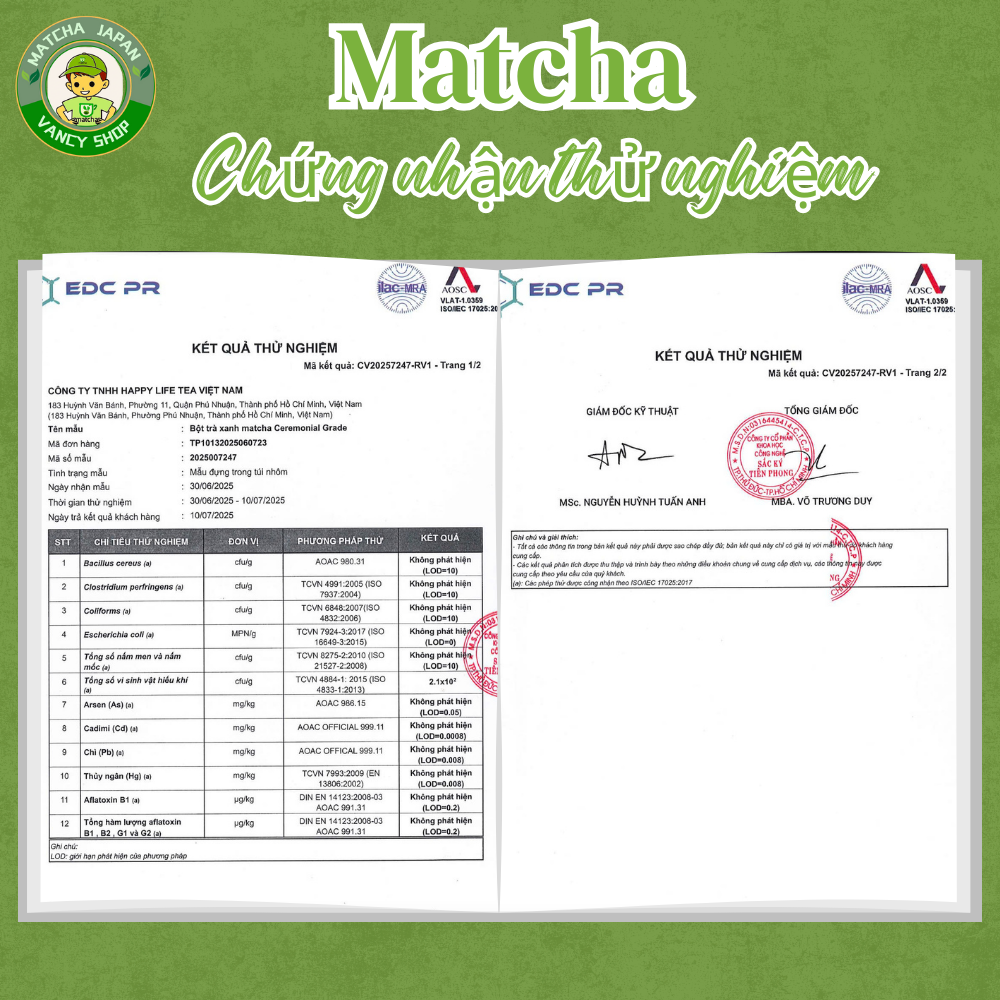 MATCHA JAPAN
VANCY SHOP
matcha
Matcha
Chứng nhận thử nghiệm
EDC PR
ilac-MRA
AOSC
VLAT-1.0359
ISO/IEC 17025:20
KẾT QUẢ THỬ NGHIỆM
Mã kết quả: CV20257247-RV1 - Trang 1/2
CÔNG TY TNHH HAPPY LIFE TEA VIỆT NAM
183 Huỳnh Văn Bánh, Phường 11, Quận Phú Nhuận, Thành phố Hồ Chí Minh, Việt Nam
(183 Huỳnh Văn Bánh, Phường Phú Nhuận, Thành phố Hồ Chí Minh, Việt Nam)
Tên mẫu : Bột trà xanh matcha Ceremonial Grade
Mã đơn hàng : TP10132025060723
Mã số mẫu : 2025007247
Tình trạng mẫu : Mẫu đựng trong túi nhôm
Ngày nhận mẫu : 30/06/2025
Thời gian thử nghiệm : 30/06/2025 - 10/07/2025
Ngày trả kết quả khách hàng : 10/07/2025
STT CHỈ TIÊU THỬ NGHIỆM ĐƠN VỊ PHƯƠNG PHÁP THỬ KẾT QUẢ
1 Bacillus cereus (a) cfu/g AOAC 980.31 Không phát hiện
(LOD=10)
2 Clostridium perfringens (a) cfu/g TCVN 4991:2005 (ISO Không phát hiện
7937:2004) (LOD=10)
3 Coliforms (a) cfu/g TCVN 6848:2007(ISO Không phát hiện
4832:2006) (LOD=10)
4 Escherichia coli (a) MPN/g TCVN 7924-3:2017 (ISO Không phát hiện
16649-3:2015) (LOD=0)
5 Tổng số nấm men và nấm cfu/g TCVN 8275-2:2010 (ISO Không phát hiện
mốc (a) 21527-2:2008) (LOD=10)
6 Tổng số vi sinh vật hiếu khí cfu/g TCVN 4884-1: 2015 (ISO 2.1x10²
(a) 4833-1:2013)
7 Arsen (As) (a) mg/kg AOAC 986.15 Không phát hiện
(LOD=0.05)
8 Cadimi (Cd) (a) mg/kg AOAC OFFICIAL 999.11 Không phát hiện
(LOD=0.0008)
9 Chì (Pb) (a) mg/kg AOAC OFFICAL 999.11 Không phát hiện
(LOD=0.008)
10 Thủy ngân (Hg) (a) mg/kg TCVN 7993:2009 (EN Không phát hiện
13806:2002) (LOD=0.008)
11 Aflatoxin B1 (a) µg/kg DIN EN 14123:2008-03 Không phát hiện
AOAC 991.31 (LOD=0.2)
12 Tổng hàm lượng aflatoxin µg/kg DIN EN 14123:2008-03 Không phát hiện
B1 , B2 , G1 và G2 (a) AOAC 991.31 (LOD=0.2)
Ghi chú:
LOD: giới hạn phát hiện của phương pháp
EDC PR
ilac-MRA
AOSC
VLAT-1.0359
ISO/IEC 17025:
KẾT QUẢ THỬ NGHIỆM
Mã kết quả: CV20257247-RV1 - Trang 2/2
GIÁM ĐỐC KỸ THUẬT TỔNG GIÁM ĐỐC
M.S.D.N:0316445414-C.T.C.P
CÔNG TY CỔ PHẦN
KHOA HỌC
CÔNG NGHỆ
SẮC KÝ
TIÊN PHONG
TP.THỦ ĐỨC-TP.HỒ CHÍ MINH
MSc. NGUYỄN HUỲNH TUẤN ANH MBA. VÕ TRƯƠNG DUY
Ghi chú và giải thích:
- Tất cả các thông tin trong bản kết quả này phải được sao chép đầy đủ; bản kết quả này chỉ có giá trị với mẫu thử do khách hàng
cung cấp.
- Các kết quả phân tích được thu thập và trình bày theo những điều khoản chung về cung cấp dịch vụ, các thông tin này được
cung cấp theo yêu cầu của quý khách.
(a): Các phép thử được công nhận theo ISO/IEC 17025:2017